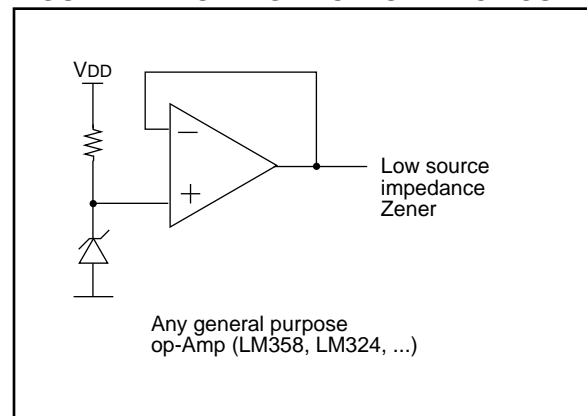 VDD
−
+
Low source
impedance
Zener
Any general purpose
op-Amp (LM358, LM324, ...)